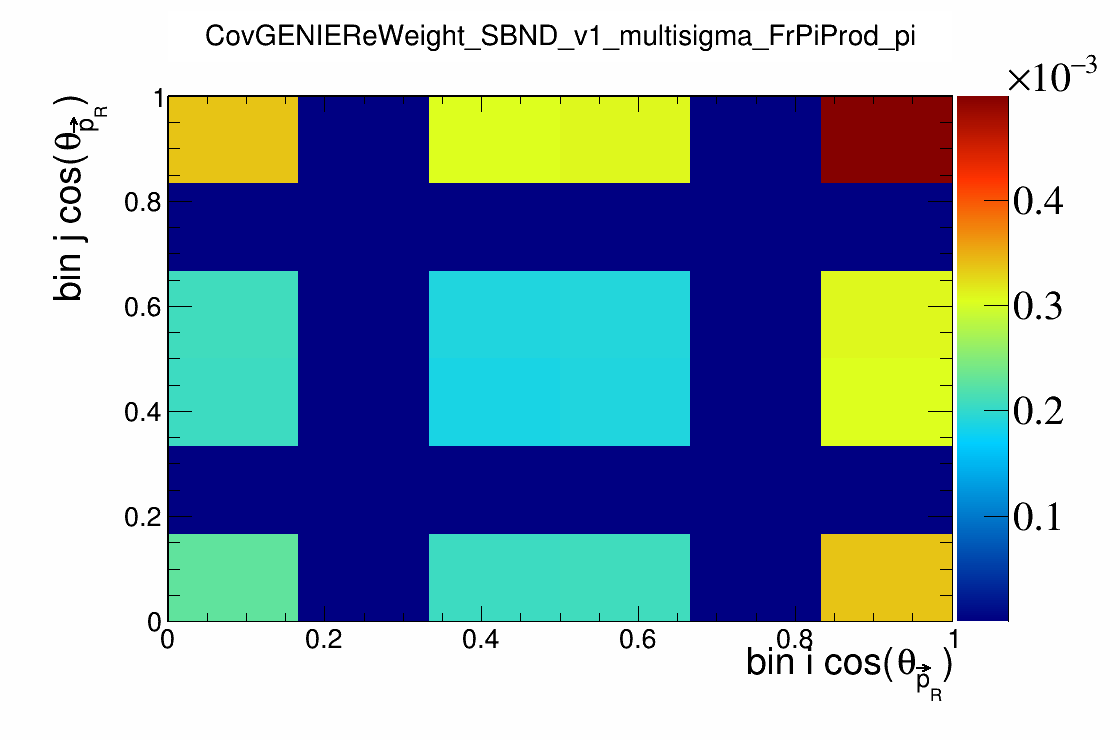 CovGENIEReWeight_SBND_v1_multisigma_FrPiProd_pi
×10⁻³
bin j cos(θ_p⃗_R)
1
0.8
0.6
0.4
0.2
0
0 0.2 0.4 0.6 0.8 1
bin i cos(θ_p⃗_R)
0.4
0.3
0.2
0.1